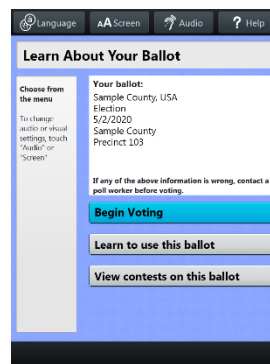 Language
AA Screen
Audio
? Help
Learn About Your Ballot
Choose from
the menu
To change
audio or visual
settings, touch
"Audio" or
"Screen"
Your ballot:
Sample County, USA
Election
5/2/2020
Sample County
Precinct 103
If any of the above information is wrong, contact a
poll worker before voting.
Begin Voting
Learn to use this ballot
View contests on this ballot